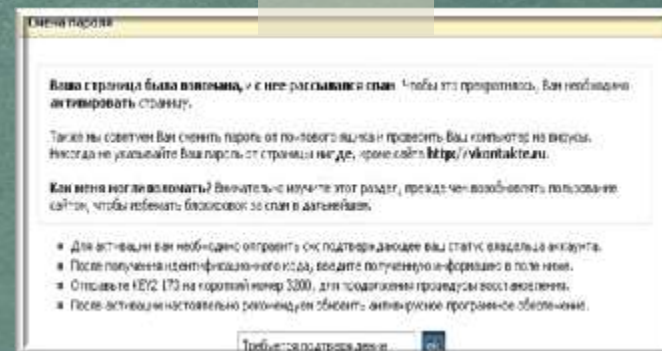 Смена пароля
Ваша страница была взломана, и с нее рассылался спам. Чтобы это прекратилось, Вам необходимо
активировать страницу.
Также мы советуем Вам сменить пароль от почтового ящика и проверить Ваш компьютер на вирусы.
Никогда не указывайте Ваш пароль от страницы нигде, кроме сайта http://vkontakte.ru.
Как меня могли взломать? Внимательно изучите этот раздел, прежде чем возобновлять пользование
сайтом, чтобы избежать блокировок за спам в дальнейшем.
Для активации вам необходимо отправить смс подтверждающее ваш статус владельца аккаунта.
После получения идентификационного кода, введите полученную информацию в поле ниже.
Отправьте KEY2 173 на короткий номер 3200, для продолжения процедуры восстановления.
После активации настоятельно рекомендуем обновить антивирусное программное обеспечение.
Требуется подтверждение ok